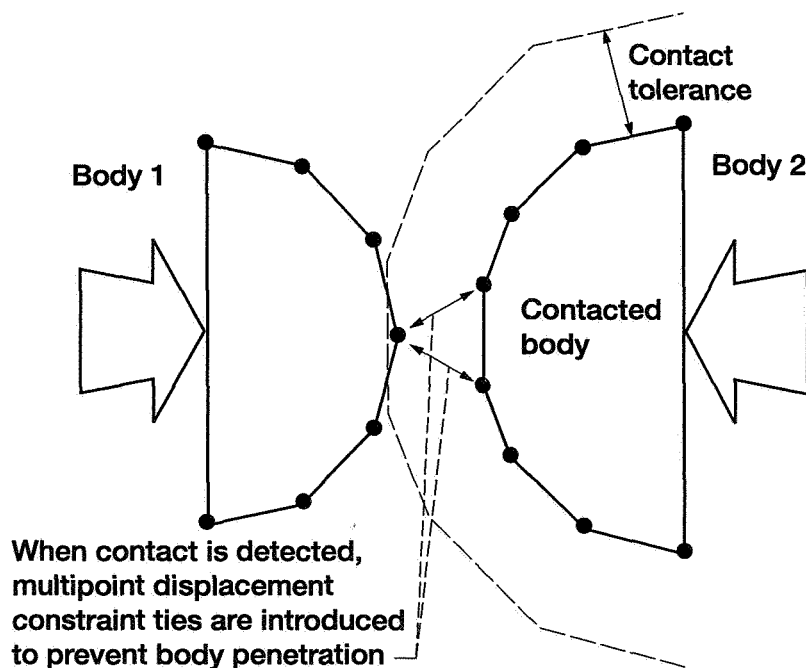 Contact
tolerance
Body 1
Body 2
Contacted
body
When contact is detected,
multipoint displacement
constraint ties are introduced
to prevent body penetration